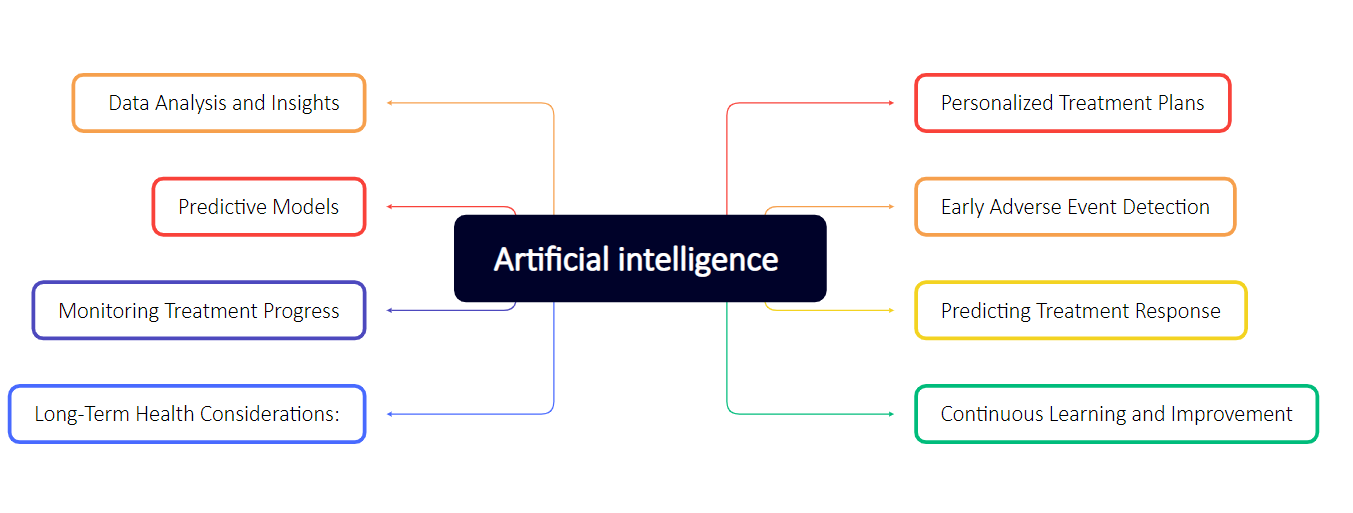 Data Analysis and Insights
Personalized Treatment Plans
Predictive Models
Early Adverse Event Detection
Artificial intelligence
Monitoring Treatment Progress
Predicting Treatment Response
Long-Term Health Considerations:
Continuous Learning and Improvement